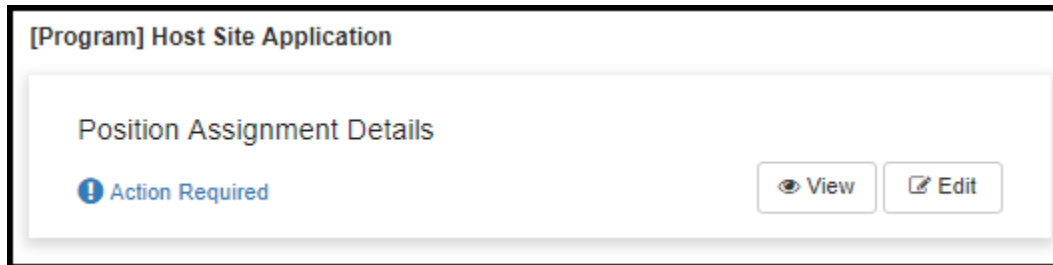 [Program] Host Site Application
Position Assignment Details
Action Required
View
Edit